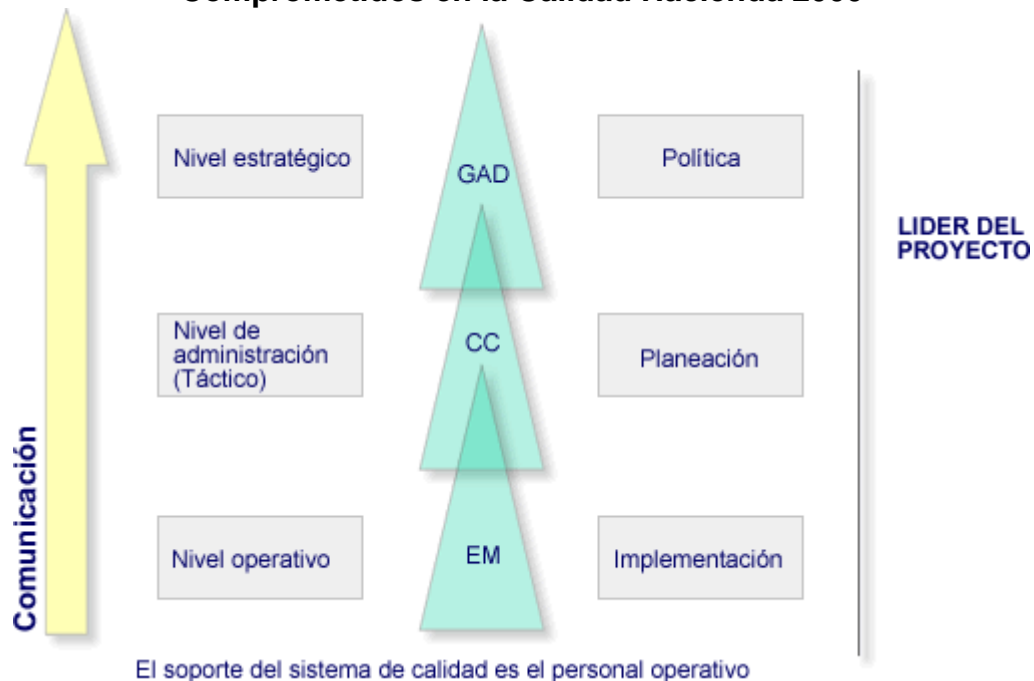 Nivel estratégico
GAD
Política
LIDER DEL
PROYECTO
Nivel de
administración
(Táctico)
CC
Planeación
Comunicación
Nivel operativo
EM
Implementación
El soporte del sistema de calidad es el personal operativo